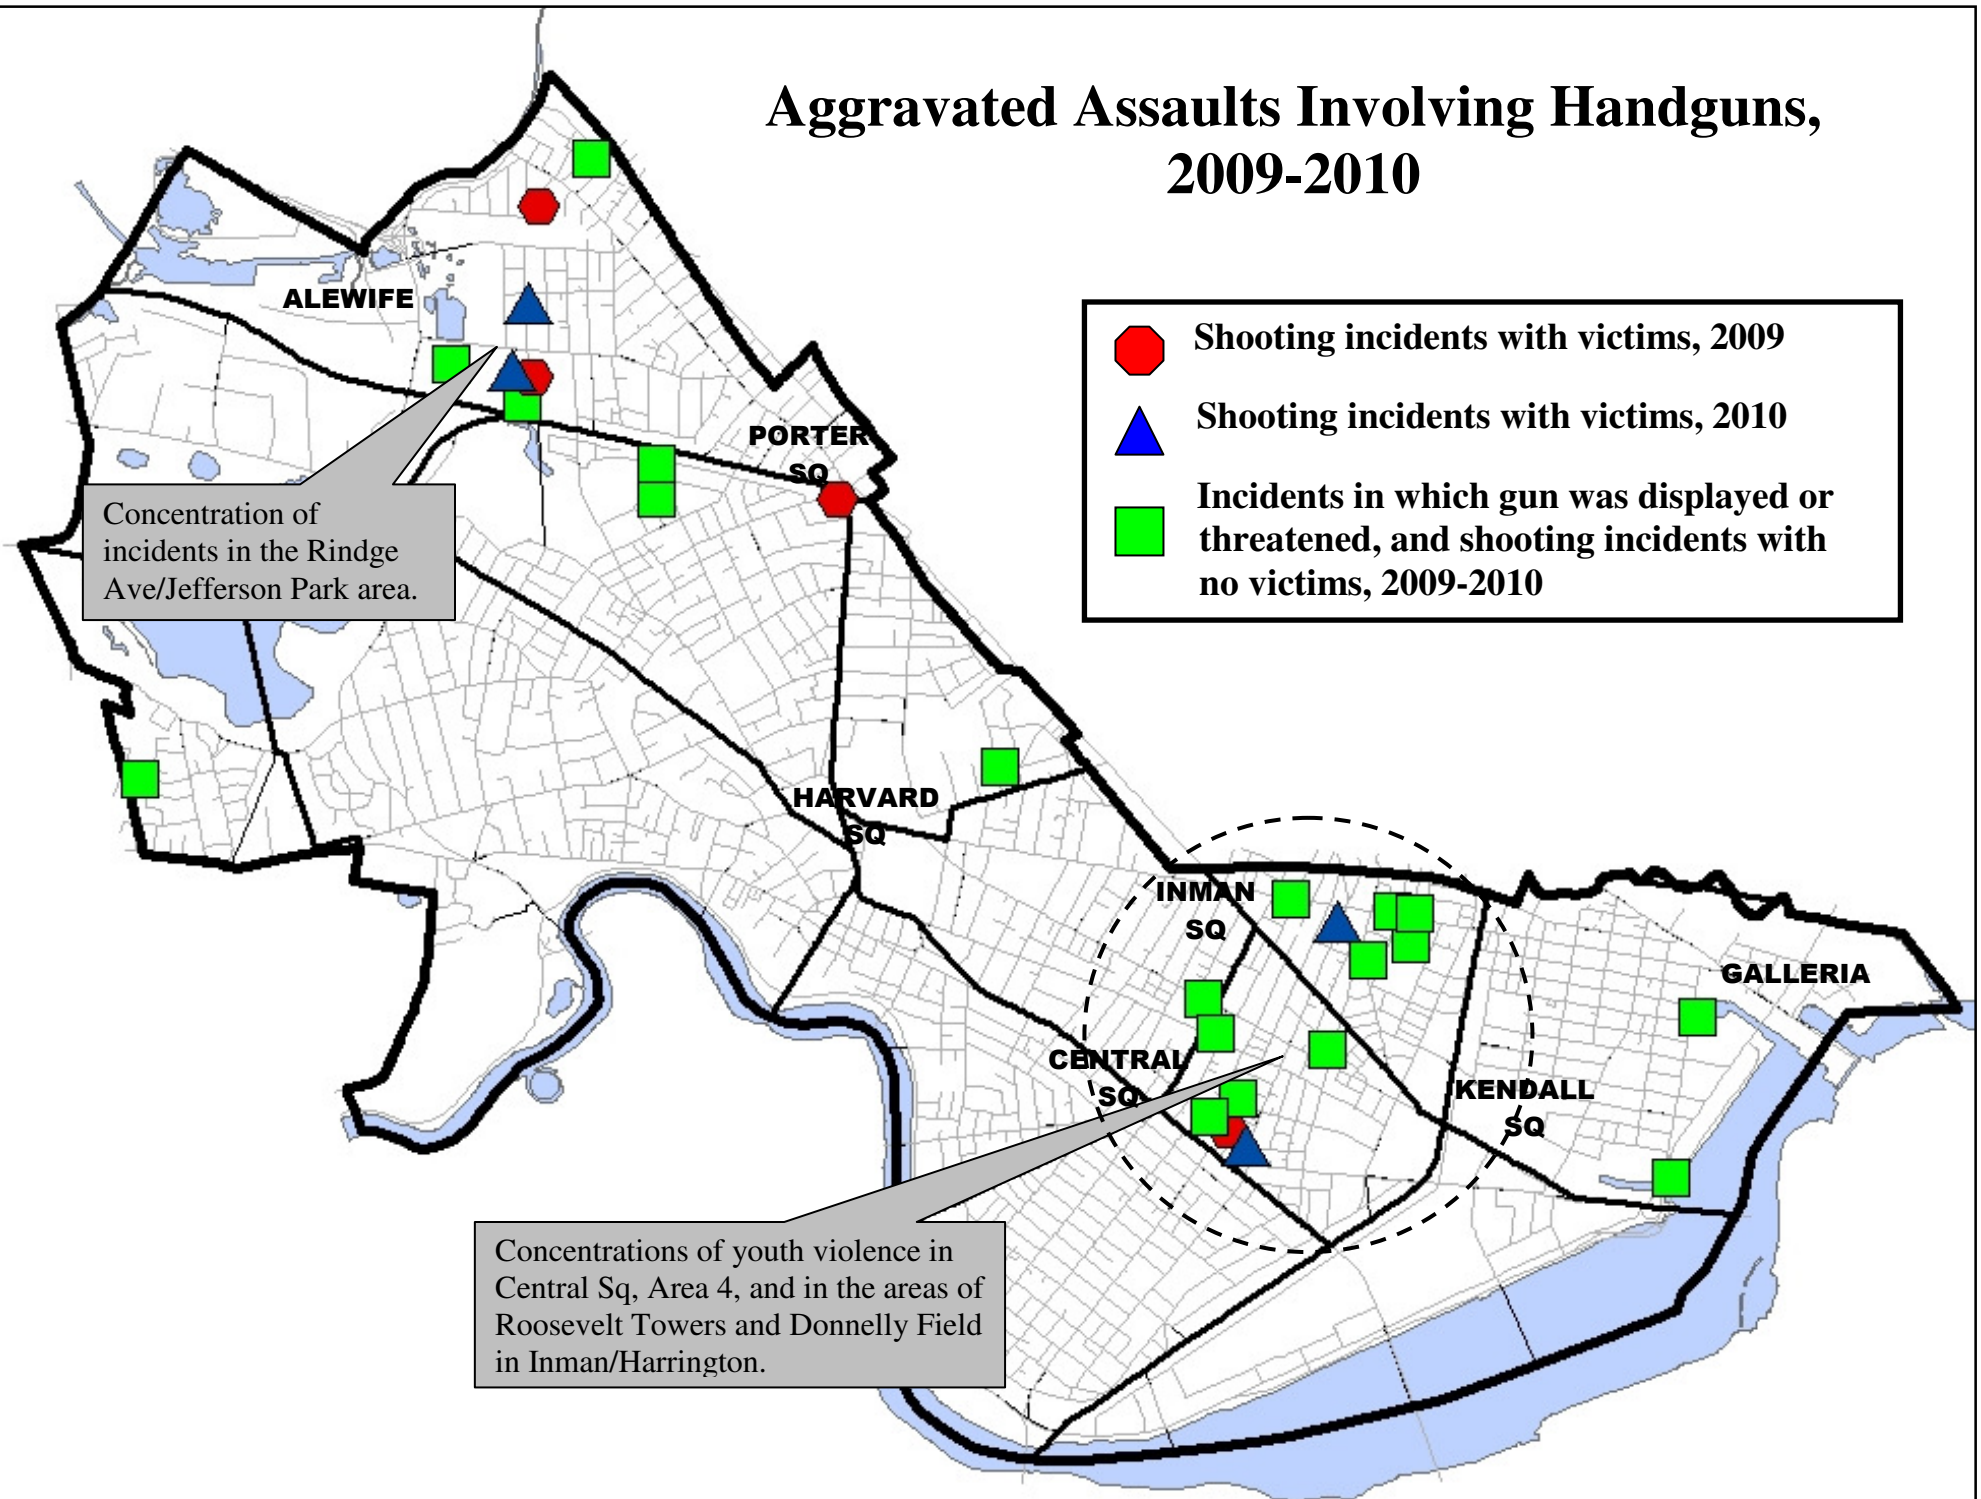 Aggravated Assaults Involving Handguns,
2009-2010
Shooting incidents with victims, 2009
Shooting incidents with victims, 2010
Incidents in which gun was displayed or
threatened, and shooting incidents with
no victims, 2009-2010
ALEWIFE
PORTER
SQ
Concentration of
incidents in the Rindge
Ave/Jefferson Park area.
HARVARD
SQ
INMAN
SQ
GALLERIA
CENTRAL
SQ
KENDALL
SQ
Concentrations of youth violence in
Central Sq, Area 4, and in the areas of
Roosevelt Towers and Donnelly Field
in Inman/Harrington.